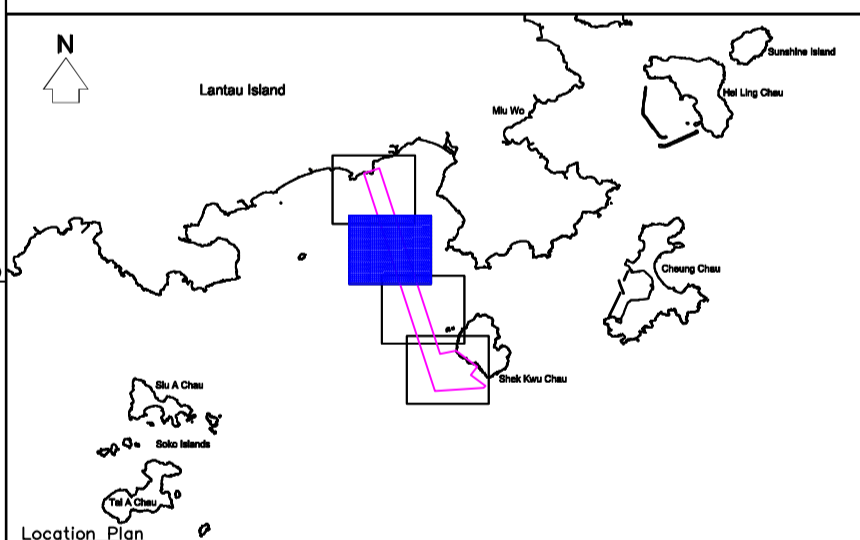 N
Sunshine Island
Lantau Island
Hei Ling Chau
Miu Wo
Cheung Chau
Shek Kwu Chau
Siu A Chau
Soko Islands
Tai A Chau
Location Plan